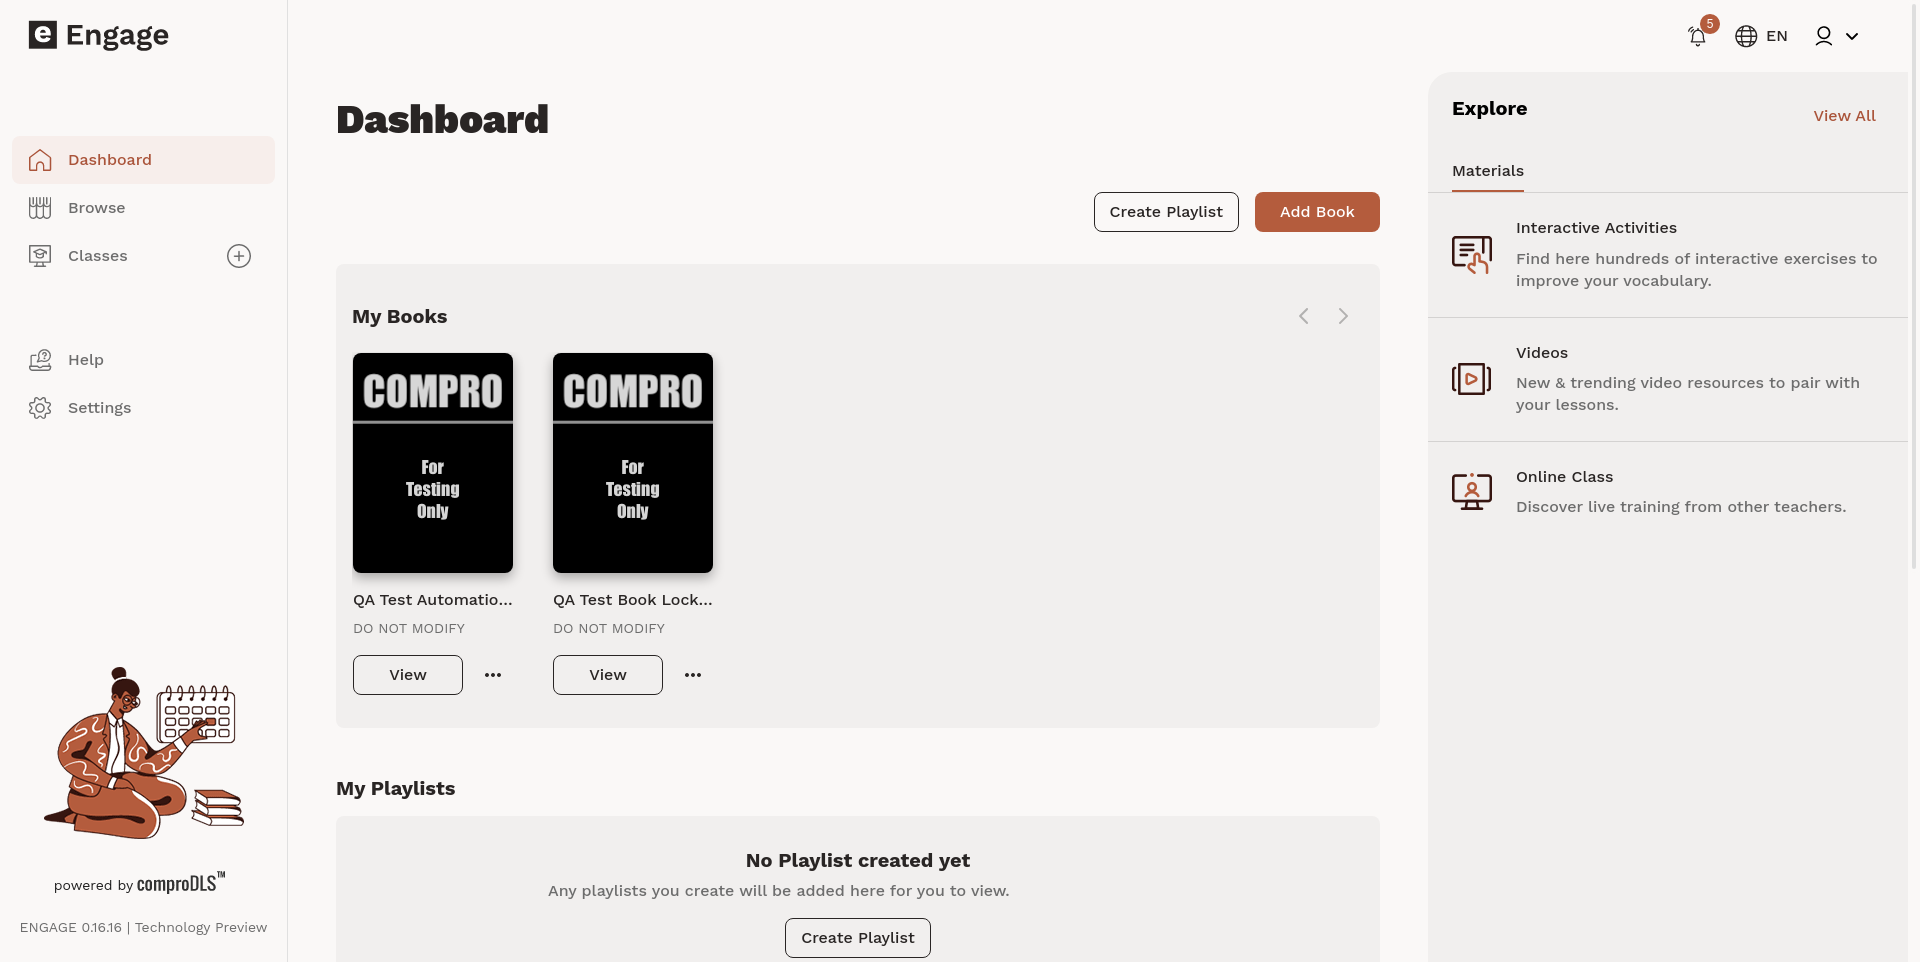 e Engage
5
EN
Dashboard
Browse
Classes
Help
Settings
powered by comproDLS™
ENGAGE 0.16.16 | Technology Preview
Dashboard
Create Playlist
Add Book
My Books
COMPRO
For
Testing
Only
QA Test Automatio...
DO NOT MODIFY
View
COMPRO
For
Testing
Only
QA Test Book Lock...
DO NOT MODIFY
View
My Playlists
No Playlist created yet
Any playlists you create will be added here for you to view.
Create Playlist
Explore
View All
Materials
Interactive Activities
Find here hundreds of interactive exercises to
improve your vocabulary.
Videos
New & trending video resources to pair with
your lessons.
Online Class
Discover live training from other teachers.